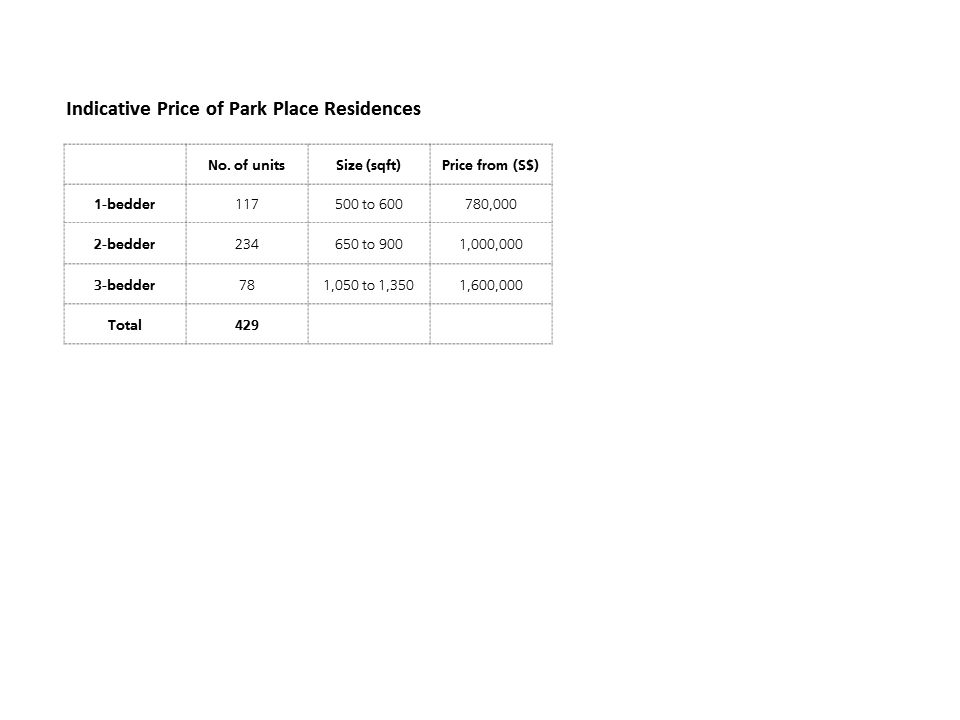 Indicative Price of Park Place Residences
No. of units Size (sqft) Price from (S$)
1-bedder 117 500 to 600 780,000
2-bedder 234 650 to 900 1,000,000
3-bedder 78 1,050 to 1,350 1,600,000
Total 429